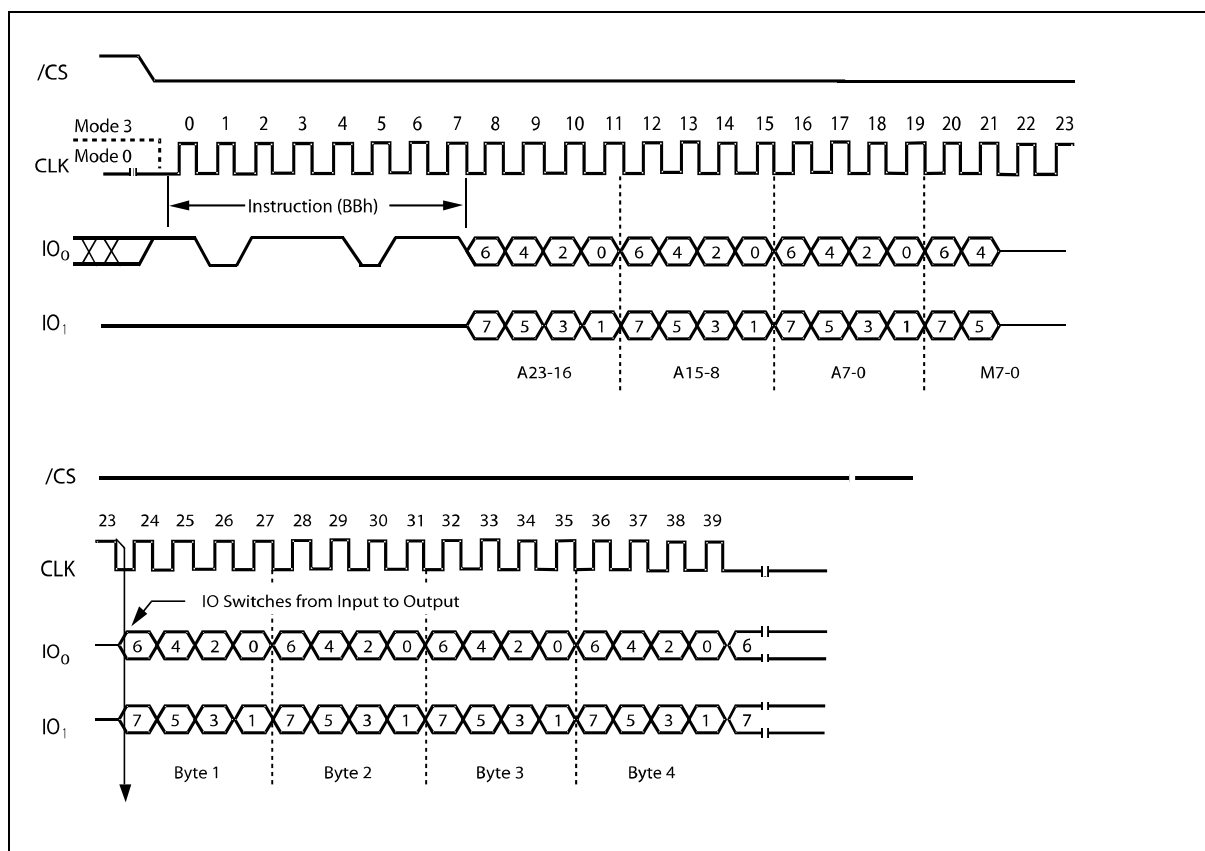 /CS
0 1 2 3 4 5 6 7 8 9 10 11 12 13 14 15 16 17 18 19 20 21 22 23
Mode 3
Mode 0
CLK
Instruction (BBh)
IO0 6 4 2 0 6 4 2 0 6 4 2 0 6 4
IO1 7 5 3 1 7 5 3 1 7 5 3 1 7 5
A23-16 A15-8 A7-0 M7-0
/CS
23 24 25 26 27 28 29 30 31 32 33 34 35 36 37 38 39
CLK
IO Switches from Input to Output
IO0 6 4 2 0 6 4 2 0 6 4 2 0 6 4 2 0 6
IO1 7 5 3 1 7 5 3 1 7 5 3 1 7 5 3 1 7
Byte 1 Byte 2 Byte 3 Byte 4